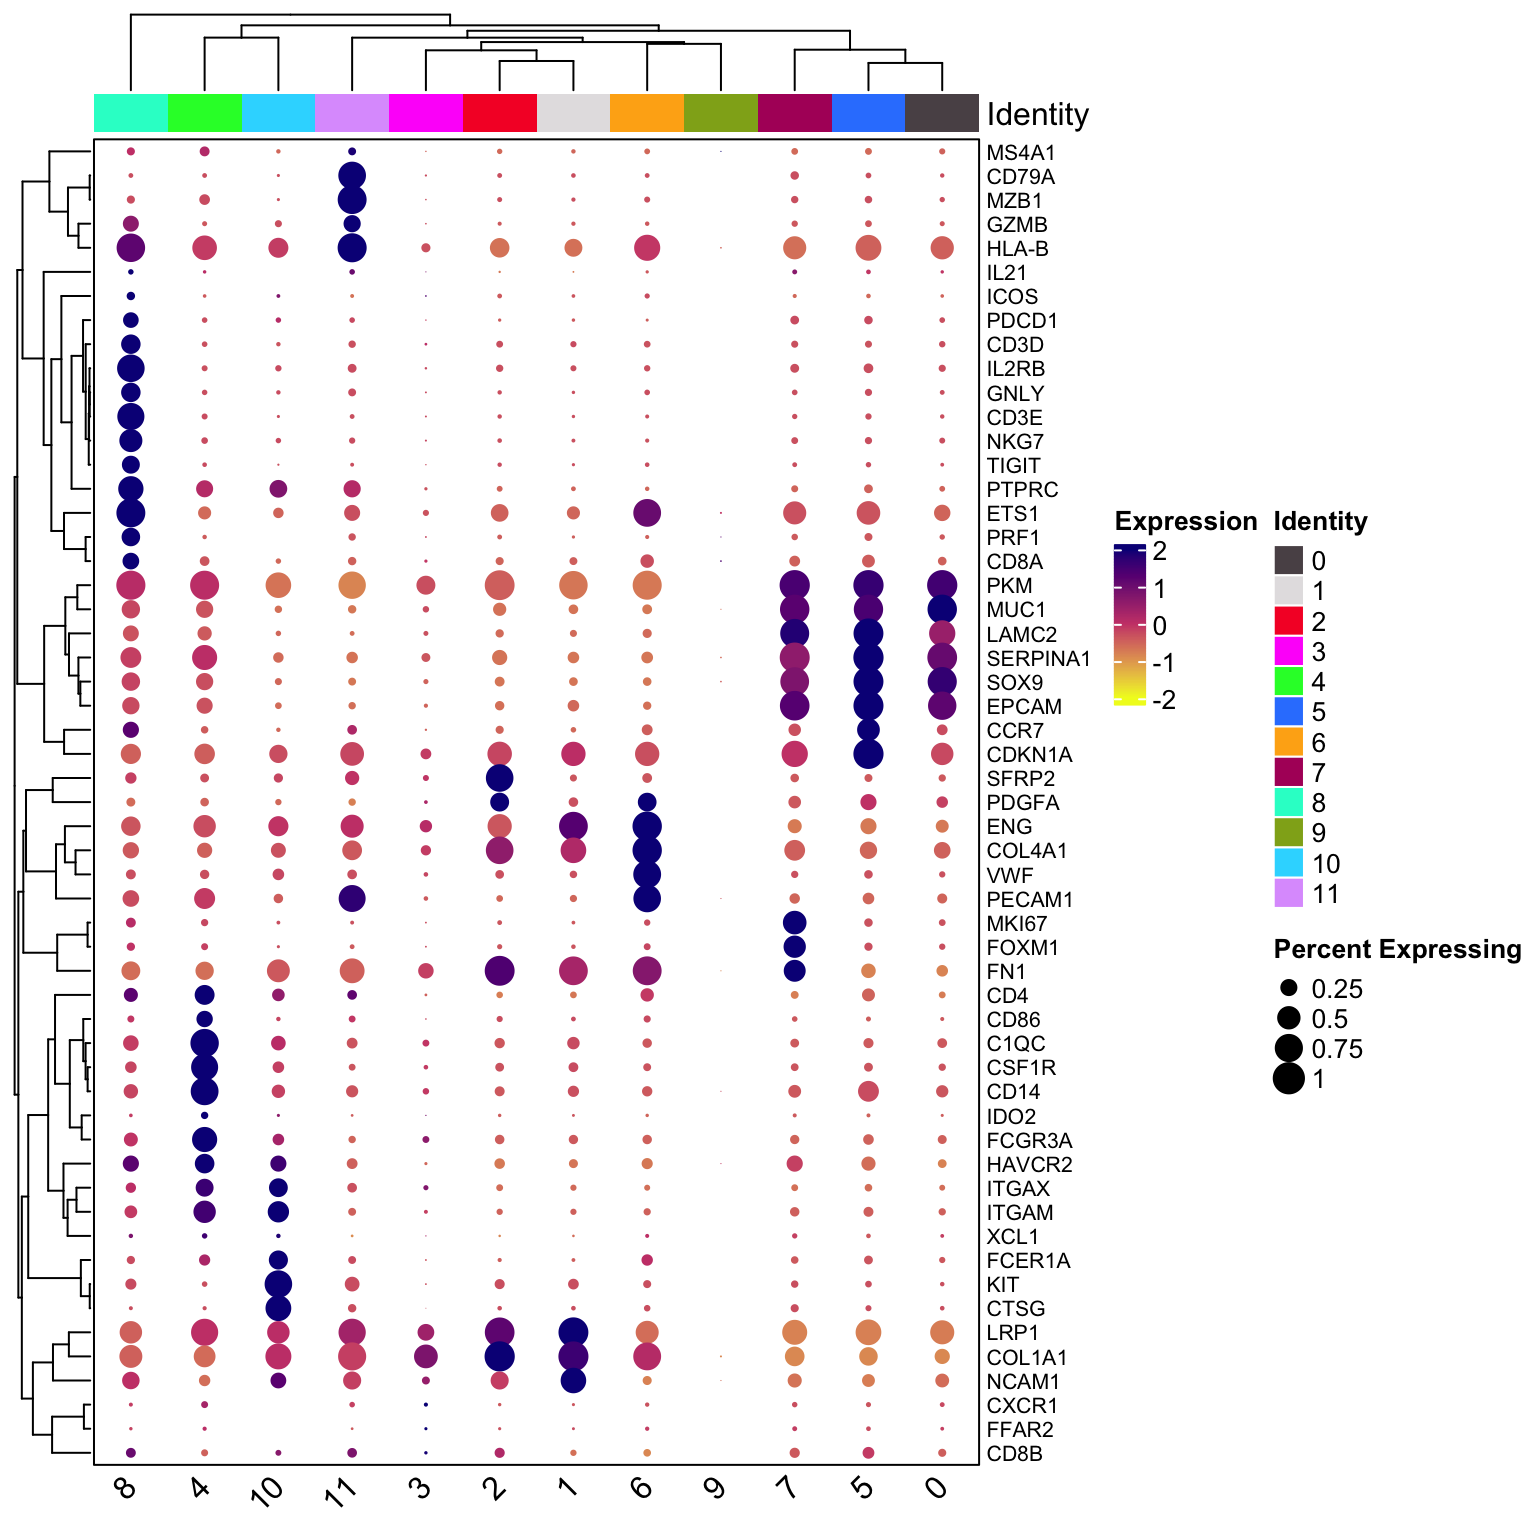 Identity
MS4A1
CD79A
MZB1
GZMB
HLA-B
IL21
ICOS
PDCD1
CD3D
IL2RB
GNLY
CD3E
NKG7
TIGIT
PTPRC
ETS1
PRF1
CD8A
PKM
MUC1
LAMC2
SERPINA1
SOX9
EPCAM
CCR7
CDKN1A
SFRP2
PDGFA
ENG
COL4A1
VWF
PECAM1
MKI67
FOXM1
FN1
CD4
CD86
C1QC
CSF1R
CD14
IDO2
FCGR3A
HAVCR2
ITGAX
ITGAM
XCL1
FCER1A
KIT
CTSG
LRP1
COL1A1
NCAM1
CXCR1
FFAR2
CD8B
8 4 10 11 3 2 1 6 9 7 5 0
Expression
2
1
0
-1
-2
Identity
0
1
2
3
4
5
6
7
8
9
10
11
Percent Expressing
0.25
0.5
0.75
1